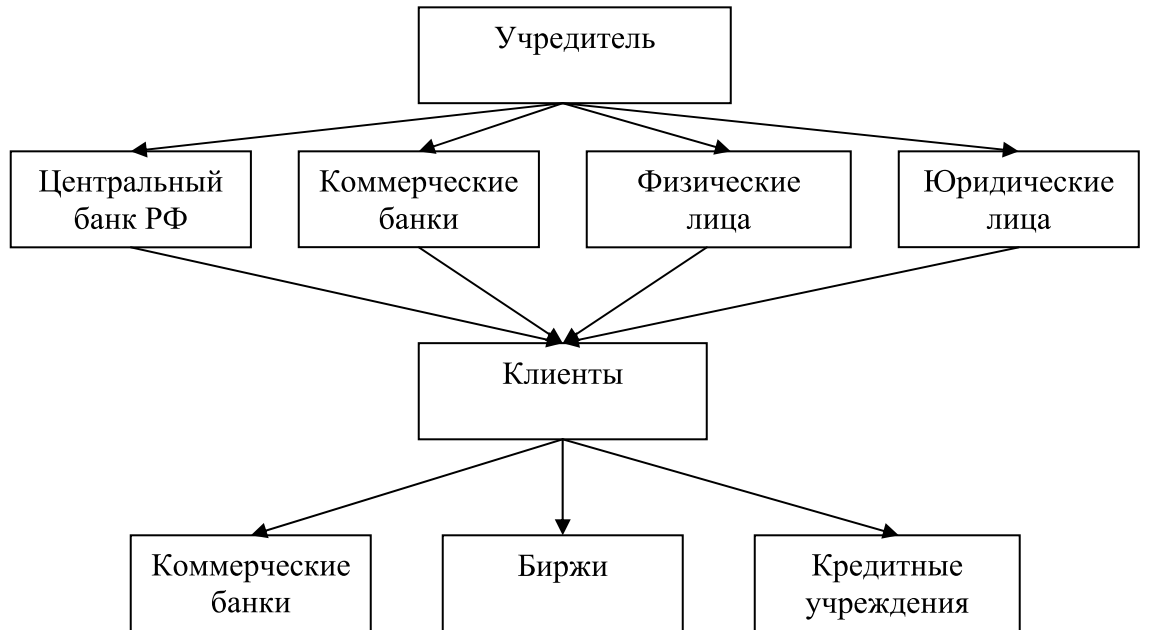 Учредитель
Центральный
банк РФ
Коммерческие
банки
Физические
лица
Юридические
лица
Клиенты
Коммерческие
банки
Биржи
Кредитные
учреждения